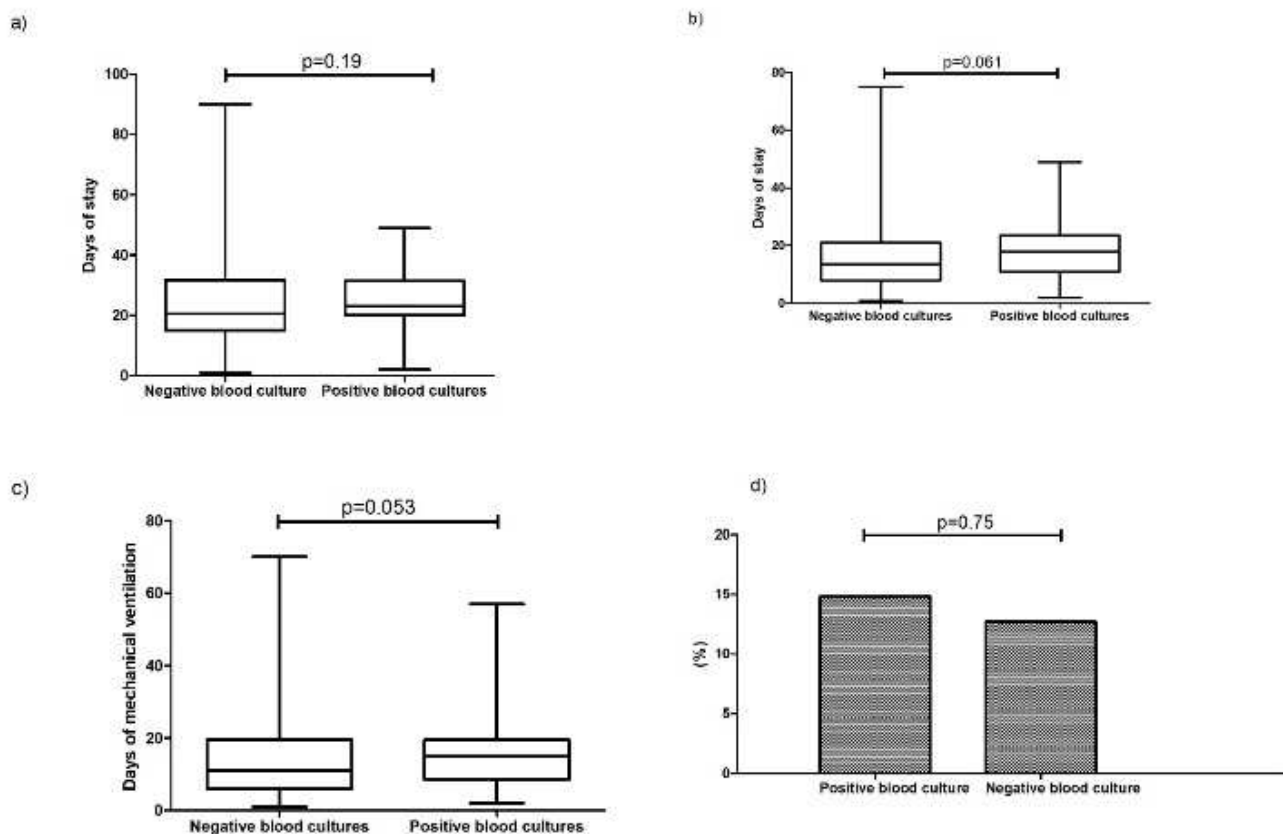 a)
p=0.19
100
80
60
40
20
0
Days of stay
Negative blood culture Positive blood cultures
b)
p=0.061
80
60
40
20
0
Days of stay
Negative blood cultures Positive blood cultures
c)
p=0.053
80
60
40
20
0
Days of mechanical ventilation
Negative blood cultures Positive blood cultures
d)
p=0.75
20
15
10
5
0
(%)
Positive blood culture Negative blood culture